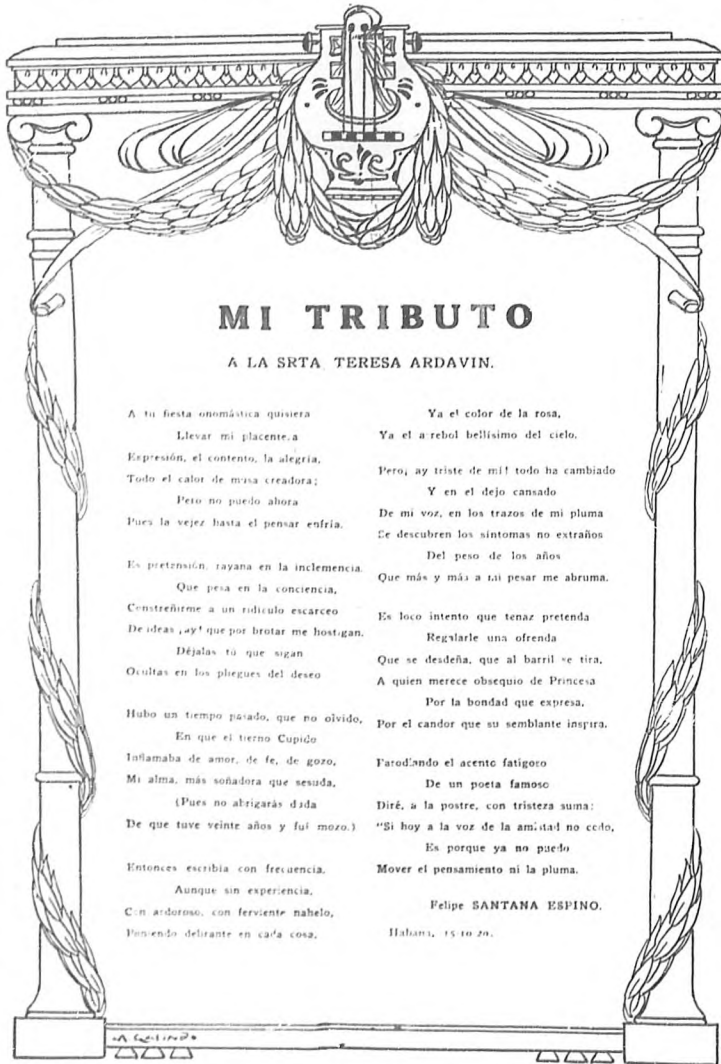 MI TRIBUTO
A LA SRTA. TERESA ARDAVIN.
A tu fiesta onomástica quisiera
Llevar mi placentera
Expresión, el contento, la alegría,
Todo el calor de musa creadora;
Pero no puedo ahora
Pues la vejez hasta el pensar enfría.
Es pretensión, rayana en la inclemencia.
Que pesa en la conciencia,
Constreñirme a un ridículo escarceo
De ideas ¡ay! que por brotar me hostigan.
Déjalas tú que sigan
Ocultas en los pliegues del deseo
Hubo un tiempo pasado, que no olvido,
En que el tierno Cupido
Inflamaba de amor, de fe, de gozo,
Mi alma, más soñadora que sesuda,
(Pues no abrigarás duda
De que tuve veinte años y fuí mozo.)
Entonces escribía con frecuencia.
Aunque sin experiencia,
Con ardoroso, con ferviente nahelo,
Poniendo delirante en cada cosa,
Ya el color de la rosa,
Ya el arrebol bellísimo del cielo.
Pero ¡ ay triste de mí! todo ha cambiado
Y en el dejo cansado
De mi voz, en los trazos de mi pluma
Se descubren los síntomas no extraños
Del peso de los años
Que más y más a mi pesar me abruma.
Es loco intento que tenaz pretenda
Regalarle una ofrenda
Que se desdeña, que al barril se tira,
A quien merece obsequio de Princesa
Por la bondad que expresa,
Por el candor que su semblante inspira.
Parodiando el acento fatigoso
De un poeta famoso
Diré, a la postre, con tristeza suma:
"Si hoy a la voz de la amistad no cedo,
Es porque ya no puedo
Mover el pensamiento ni la pluma.
Felipe SANTANA ESPINO.
Habana, 15-10-20.